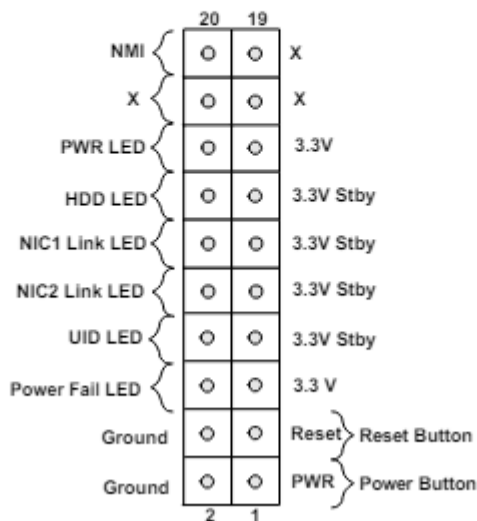 20 19
NMI X
X X
PWR LED 3.3V
HDD LED 3.3V Stby
NIC1 Link LED 3.3V Stby
NIC2 Link LED 3.3V Stby
UID LED 3.3V Stby
Power Fail LED 3.3 V
Ground Reset Reset Button
Ground PWR Power Button
2 1